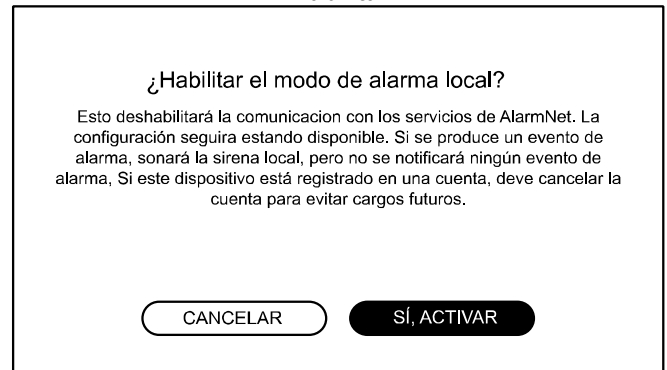 ¿Habilitar el modo de alarma local?
Esto deshabilitará la comunicacion con los servicios de AlarmNet. La
configuración seguira estando disponible. Si se produce un evento de
alarma, sonará la sirena local, pero no se notificará ningún evento de
alarma, Si este dispositivo está registrado en una cuenta, deve cancelar la
cuenta para evitar cargos futuros.
CANCELAR SÍ, ACTIVAR